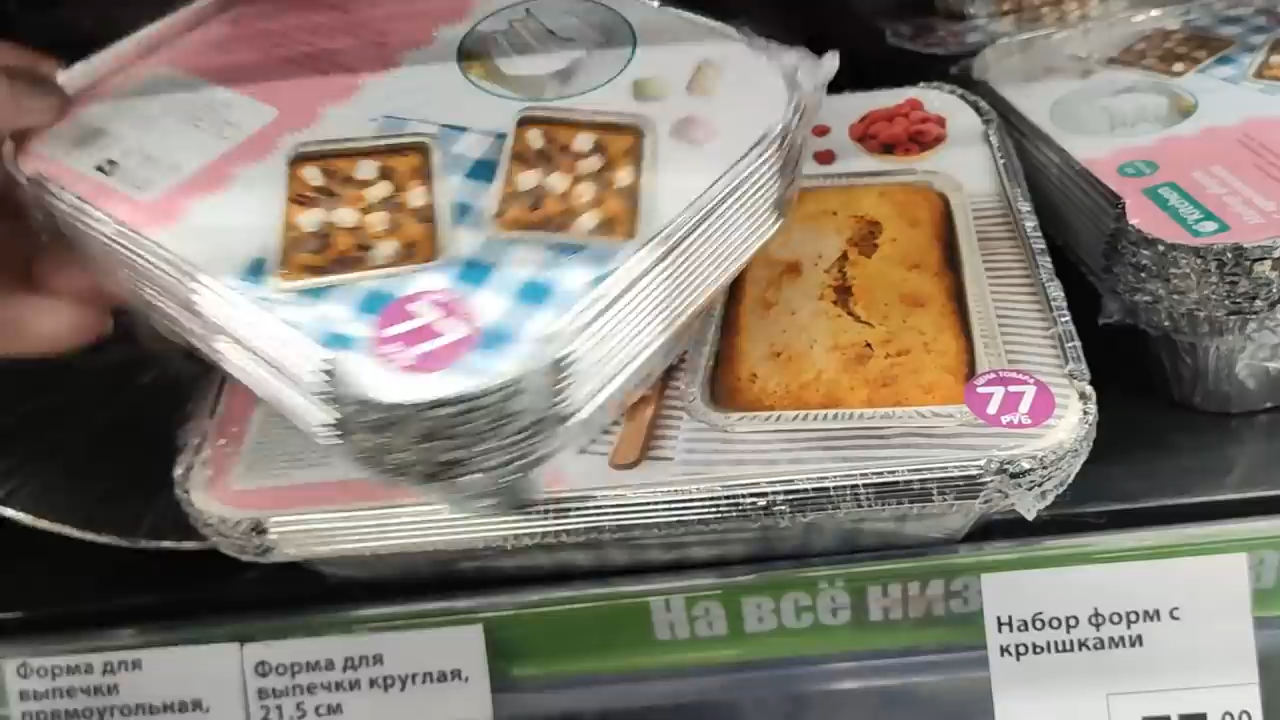 77
Kitchen
ЦЕНА ТОВАРА
77
РУБ
На всё низ
Форма для
выпечки
прямоугольная,
Форма для
выпечки круглая,
21,5 см
Набор форм с
крышками